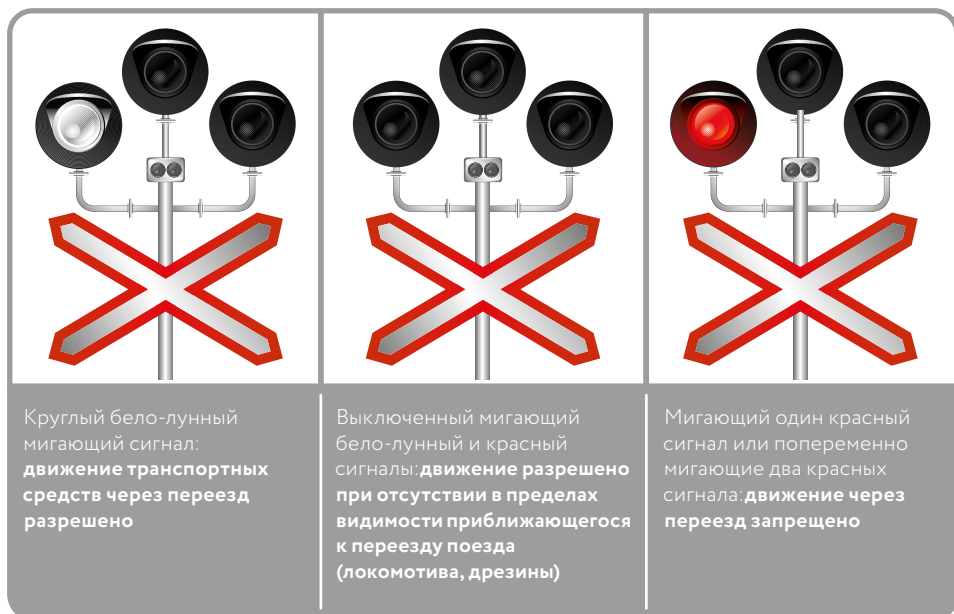 Круглый бело-лунный
мигающий сигнал:
движение транспортных
средств через переезд
разрешено
Выключенный мигающий
бело-лунный и красный
сигналы:движение разрешено
при отсутствии в пределах
видимости приближающегося
к переезду поезда
(локомотива, дрезины)
Мигающий один красный
сигнал или попеременно
мигающие два красных
сигнала:движение через
переезд запрещено